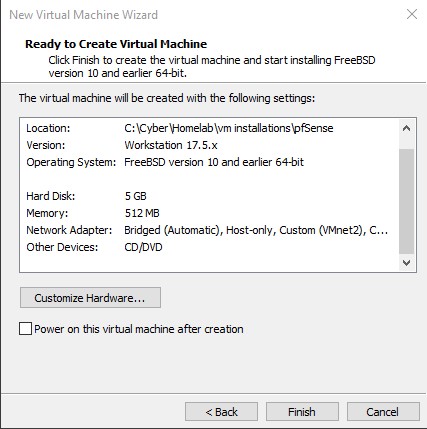 New Virtual Machine Wizard
Ready to Create Virtual Machine
Click Finish to create the virtual machine and start installing FreeBSD
version 10 and earlier 64-bit.
The virtual machine will be created with the following settings:
Location: C:\Cyber\Homelab\vm installations\pfSense
Version: Workstation 17.5.x
Operating System: FreeBSD version 10 and earlier 64-bit
Hard Disk: 5 GB
Memory: 512 MB
Network Adapter: Bridged (Automatic), Host-only, Custom (VMnet2), C...
Other Devices: CD/DVD
Customize Hardware...
Power on this virtual machine after creation
< Back Finish Cancel